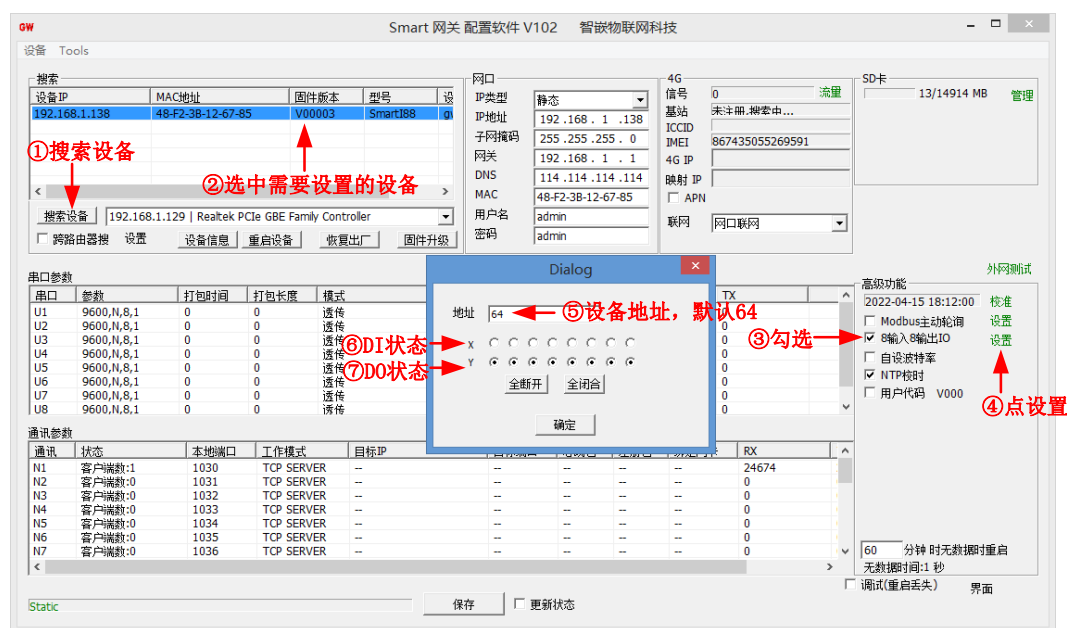 GW
Smart 网关 配置软件 V102 智嵌物联网科技
设备 Tools
搜索
设备IP MAC地址 固件版本 型号 设
192.168.1.138 48-F2-3B-12-67-85 V00003 SmartI88
①搜索设备
②选中需要设置的设备
搜索设备 192.168.1.129 | Realtek PCIe GBE Family Controller
跨路由器搜 设置 设备信息 重启设备 恢复出厂 固件升级
网口
IP类型 静态
IP地址 192 .168 . 1 .138
子网掩码 255 .255 .255 . 0
网关 192 .168 . 1 . 1
DNS 114 .114 .114 .114
MAC 48-F2-3B-12-67-85
用户名 admin
密码 admin
4G
信号 0 流量
基站 未注册.搜索中...
ICCID
IMEI 867435055269591
4G IP
映射 IP
APN
联网 网口联网
SD卡
13/14914 MB 管理
外网测试
串口参数
串口 参数 打包时间 打包长度 模式 TX
U1 9600,N,8,1 0 0 透传 0
U2 9600,N,8,1 0 0 透传 0
U3 9600,N,8,1 0 0 透传 0
U4 9600,N,8,1 0 0 透传 0
U5 9600,N,8,1 0 0 透传 0
U6 9600,N,8,1 0 0 透传 0
U7 9600,N,8,1 0 0 透传 0
U8 9600,N,8,1 0 0 透传 0
Dialog
地址 64
⑤设备地址，默认64
⑥DI状态 X
⑦DO状态 Y
全断开 全闭合
确定
高级功能
2022-04-15 18:12:00 校准
Modbus主动轮询 设置
③勾选 8输入8输出IO 设置
自设波特率
NTP校时
用户代码 V000
④点设置
通讯参数
通讯 状态 本地端口 工作模式 目标IP RX
N1 客户端数:1 1030 TCP SERVER -- -- -- -- -- 24674
N2 客户端数:0 1031 TCP SERVER -- -- -- -- -- 0
N3 客户端数:0 1032 TCP SERVER -- -- -- -- -- 0
N4 客户端数:0 1033 TCP SERVER -- -- -- -- -- 0
N5 客户端数:0 1034 TCP SERVER -- -- -- -- -- 0
N6 客户端数:0 1035 TCP SERVER -- -- -- -- -- 0
N7 客户端数:0 1036 TCP SERVER -- -- -- -- -- 0
60 分钟 时无数据时重启
无数据时间:1 秒
调试(重启丢失) 界面
Static 保存 更新状态